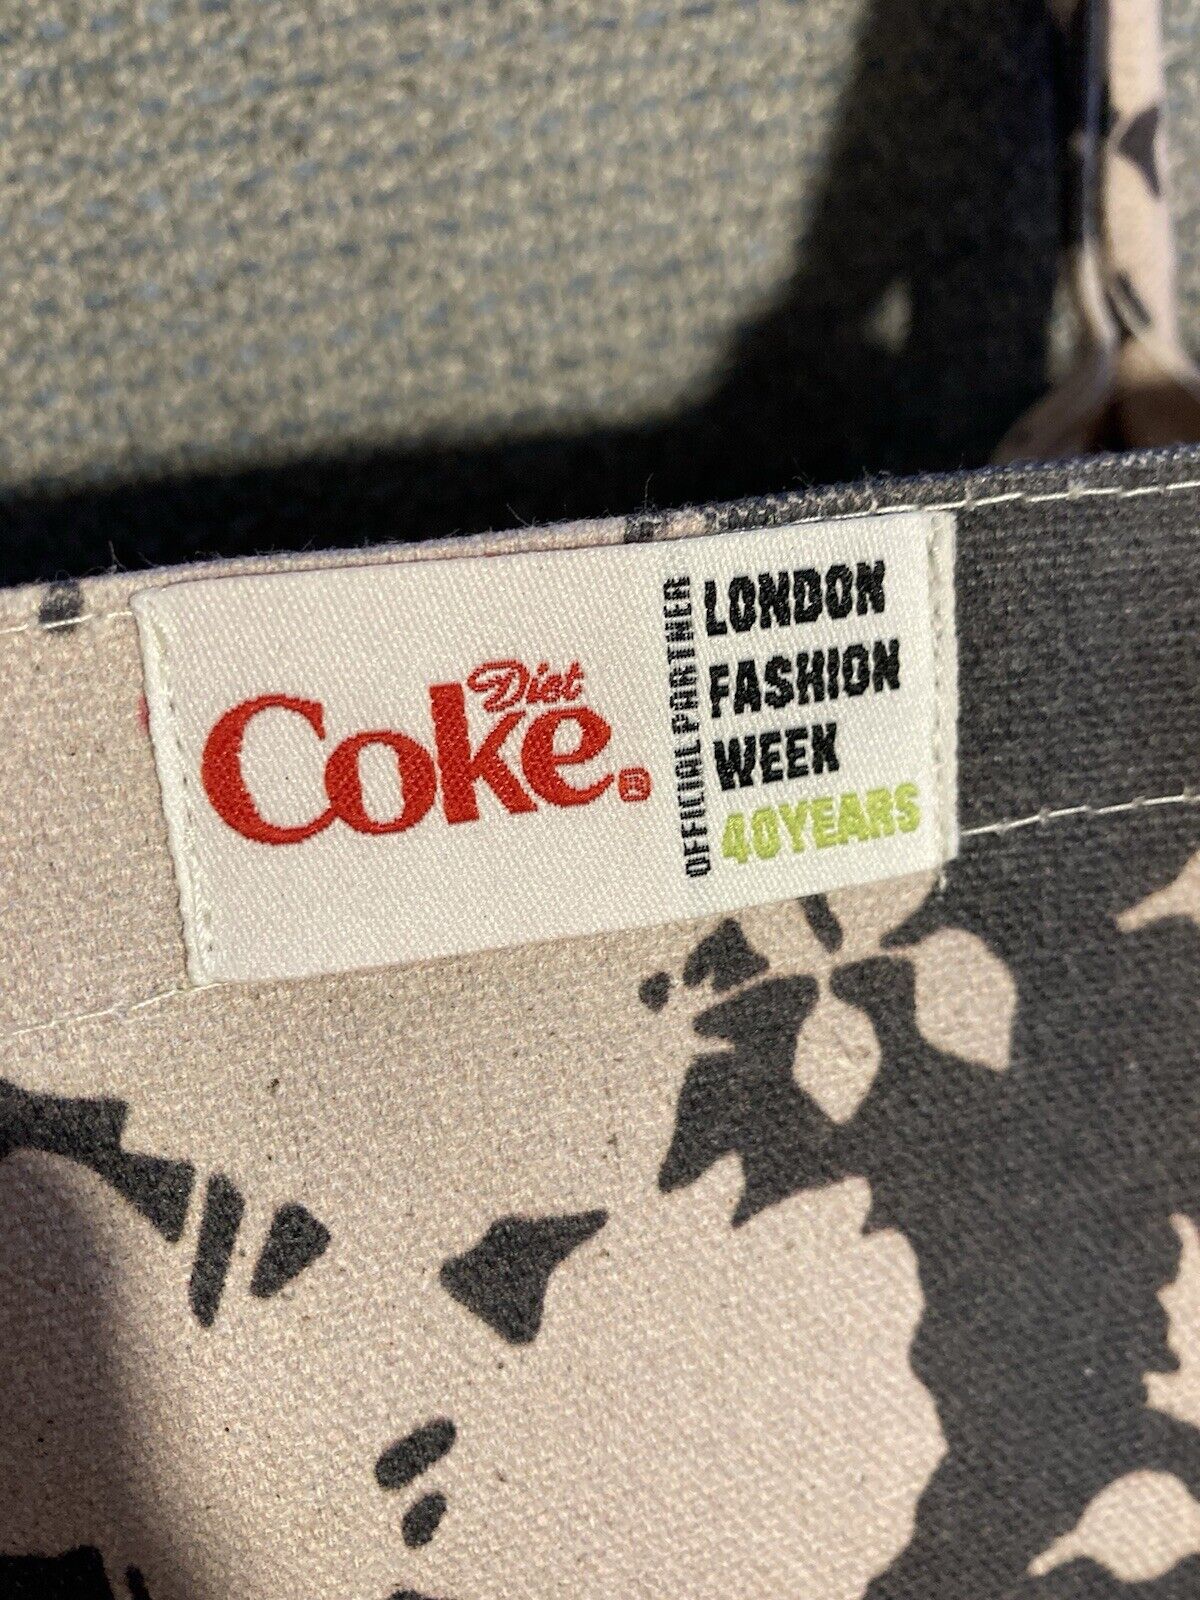 Diet
Coke®
OFFICIAL PARTNER
LONDON
FASHION
WEEK
40YEARS